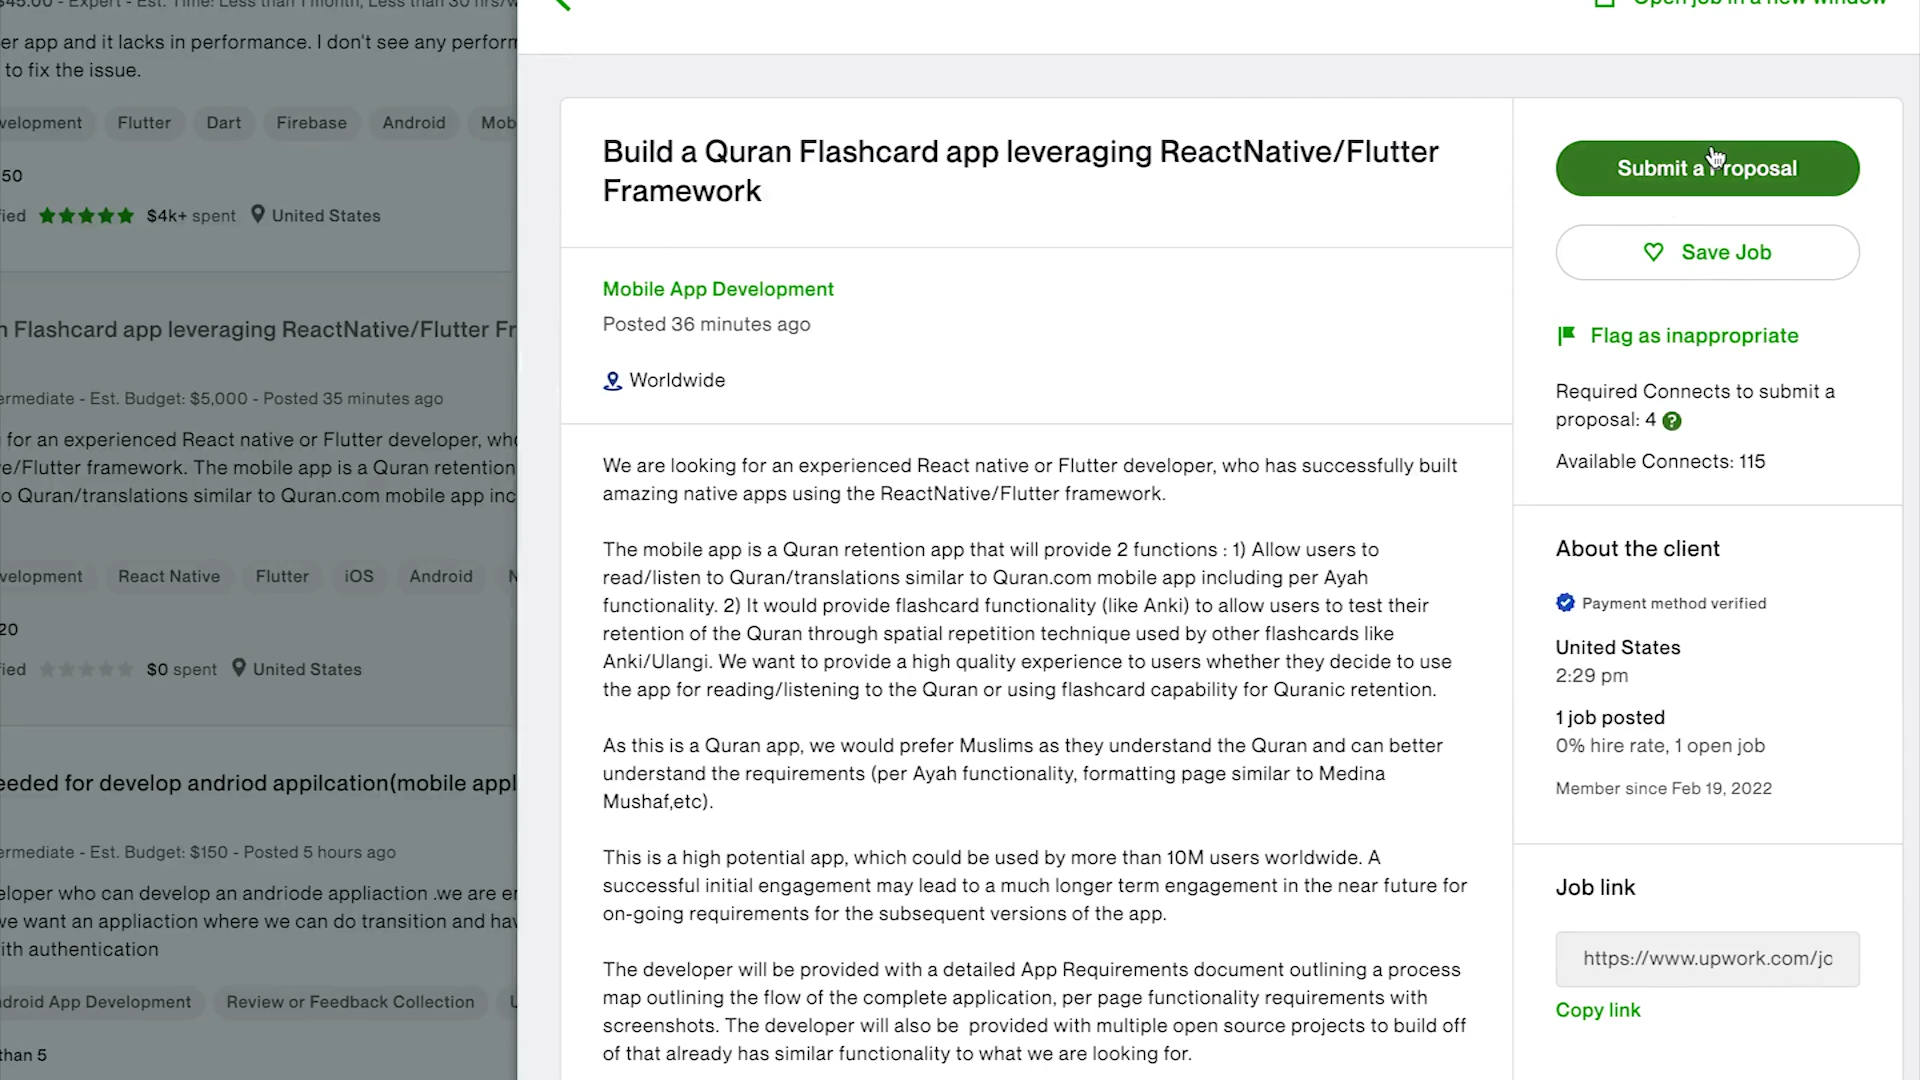 $45.00 - Expert - Est. Time: Less than 1 month, Less than 30 hrs/w
er app and it lacks in performance. I don't see any perform
to fix the issue.
velopment Flutter Dart Firebase Android Mob
50
ied $4k+ spent United States
n Flashcard app leveraging ReactNative/Flutter Fr
ermediate - Est. Budget: $5,000 - Posted 35 minutes ago
for an experienced React native or Flutter developer, who
e/Flutter framework. The mobile app is a Quran retention
o Quran/translations similar to Quran.com mobile app inc
velopment React Native Flutter iOS Android
20
ied $0 spent United States
eeded for develop andriod appilcation(mobile appl
ermediate - Est. Budget: $150 - Posted 5 hours ago
eloper who can develop an andriode appliaction .we are en
we want an appliaction where we can do transition and hav
ith authentication
droid App Development Review or Feedback Collection
than 5
Open job in a new window
Build a Quran Flashcard app leveraging ReactNative/Flutter
Framework
Mobile App Development
Posted 36 minutes ago
Worldwide
We are looking for an experienced React native or Flutter developer, who has successfully built
amazing native apps using the ReactNative/Flutter framework.
The mobile app is a Quran retention app that will provide 2 functions : 1) Allow users to
read/listen to Quran/translations similar to Quran.com mobile app including per Ayah
functionality. 2) It would provide flashcard functionality (like Anki) to allow users to test their
retention of the Quran through spatial repetition technique used by other flashcards like
Anki/Ulangi. We want to provide a high quality experience to users whether they decide to use
the app for reading/listening to the Quran or using flashcard capability for Quranic retention.
As this is a Quran app, we would prefer Muslims as they understand the Quran and can better
understand the requirements (per Ayah functionality, formatting page similar to Medina
Mushaf,etc).
This is a high potential app, which could be used by more than 10M users worldwide. A
successful initial engagement may lead to a much longer term engagement in the near future for
on-going requirements for the subsequent versions of the app.
The developer will be provided with a detailed App Requirements document outlining a process
map outlining the flow of the complete application, per page functionality requirements with
screenshots. The developer will also be provided with multiple open source projects to build off
of that already has similar functionality to what we are looking for.
Submit a Proposal
Save Job
Flag as inappropriate
Required Connects to submit a
proposal: 4
Available Connects: 115
About the client
Payment method verified
United States
2:29 pm
1 job posted
0% hire rate, 1 open job
Member since Feb 19, 2022
Job link
https://www.upwork.com/jo
Copy link